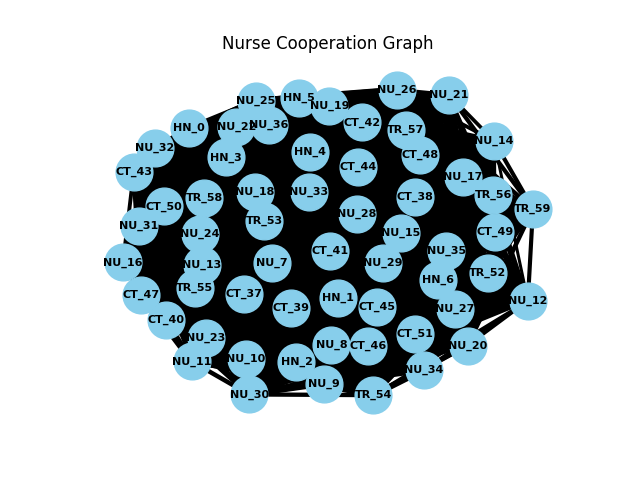 Nurse Cooperation Graph
NU_26
NU_21
NU_25
HN_5
NU_19
CT_42
HN_0
NU_22
NU_36
TR_57
NU_14
NU_32
HN_3
HN_4
CT_48
CT_43
CT_44
NU_17
TR_56
TR_58
NU_18
NU_33
CT_38
CT_50
TR_59
NU_28
TR_53
NU_31
NU_24
NU_15
CT_49
CT_41
NU_35
NU_16
NU_13
NU_7
NU_29
TR_52
HN_6
TR_55
CT_47
CT_37
HN_1
NU_12
CT_39
CT_45
NU_27
CT_40
NU_23
CT_51
NU_8
CT_46
NU_20
NU_11
NU_10
HN_2
NU_34
NU_9
NU_30
TR_54